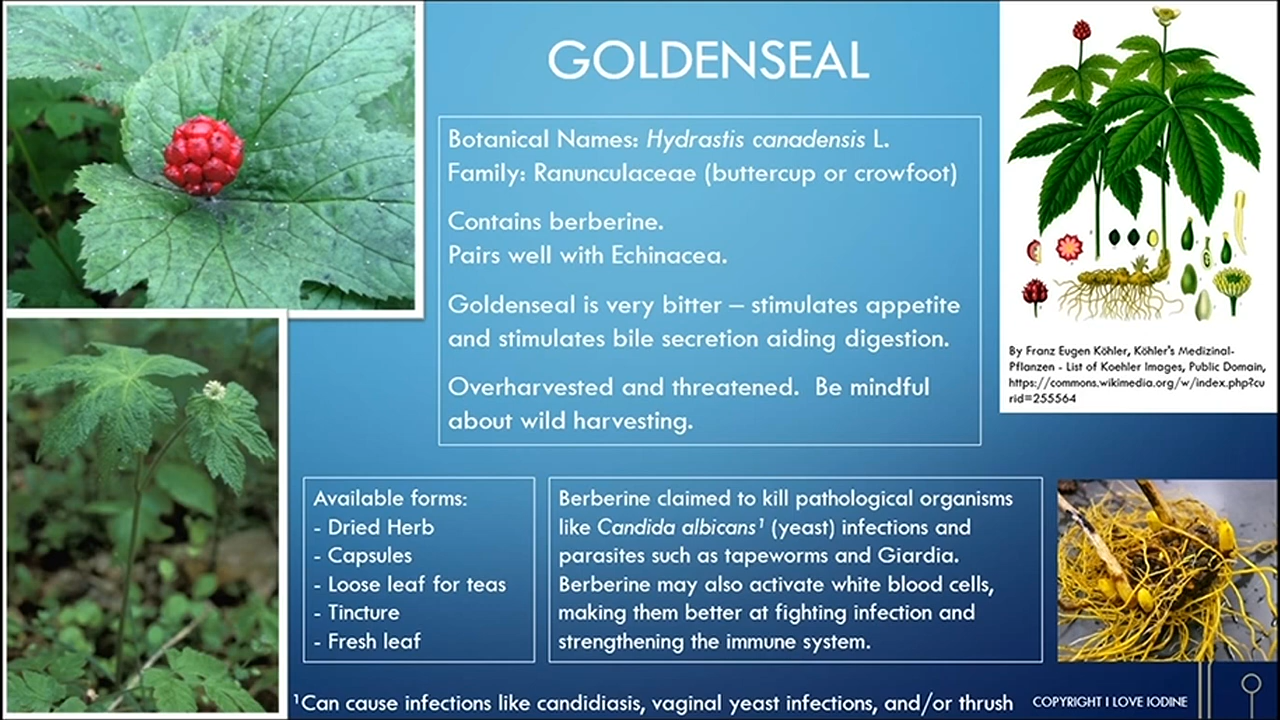 GOLDENSEAL
Botanical Names: Hydrastis canadensis L.
Family: Ranunculaceae (buttercup or crowfoot)
Contains berberine.
Pairs well with Echinacea.
Goldenseal is very bitter – stimulates appetite
and stimulates bile secretion aiding digestion.
Overharvested and threatened.  Be mindful
about wild harvesting.
By Franz Eugen Köhler, Köhler's Medizinal-
Pflanzen - List of Koehler Images, Public Domain,
https://commons.wikimedia.org/w/index.php?cu
rid=255564
Available forms:
- Dried Herb
- Capsules
- Loose leaf for teas
- Tincture
- Fresh leaf
Berberine claimed to kill pathological organisms
like Candida albicans¹ (yeast) infections and
parasites such as tapeworms and Giardia.
Berberine may also activate white blood cells,
making them better at fighting infection and
strengthening the immune system.
¹Can cause infections like candidiasis, vaginal yeast infections, and/or thrush
COPYRIGHT I LOVE IODINE